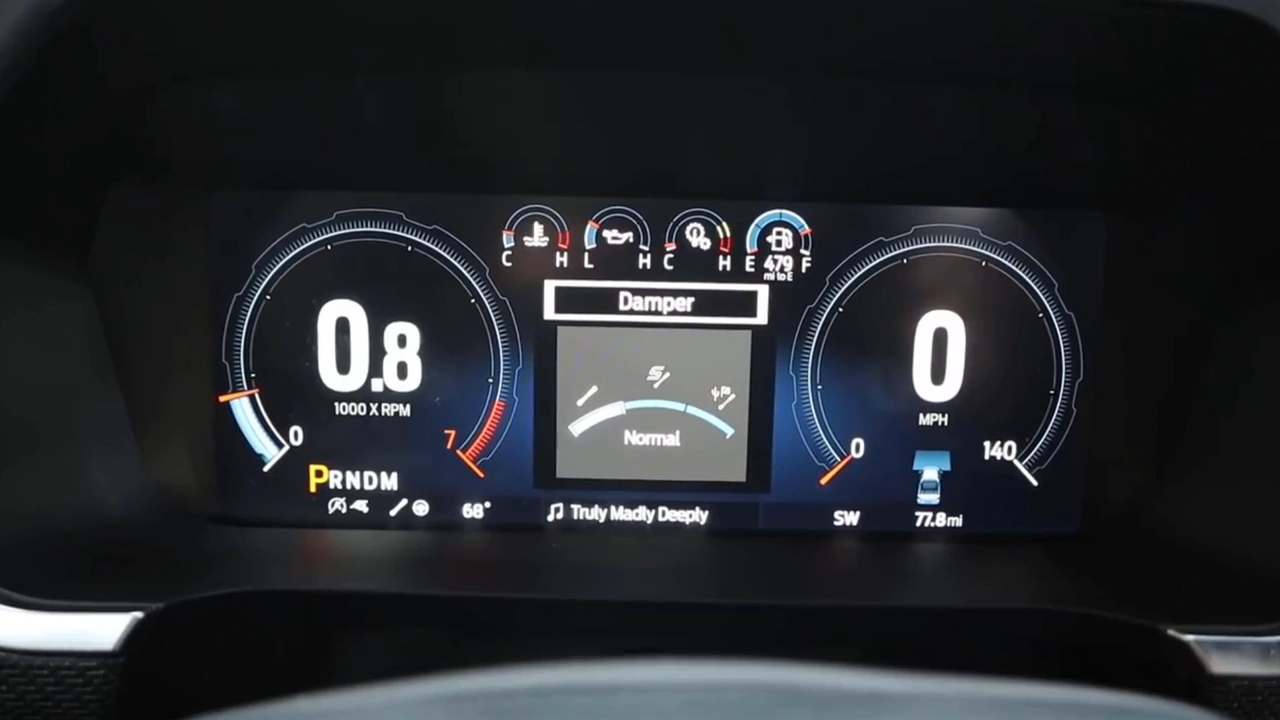 C H L H C H E F
479
mi to E
Damper
0.8
1000 X RPM
0
7
Normal
0
MPH
0
140
PRNDM
68°
Truly Madly Deeply
SW
77.8mi